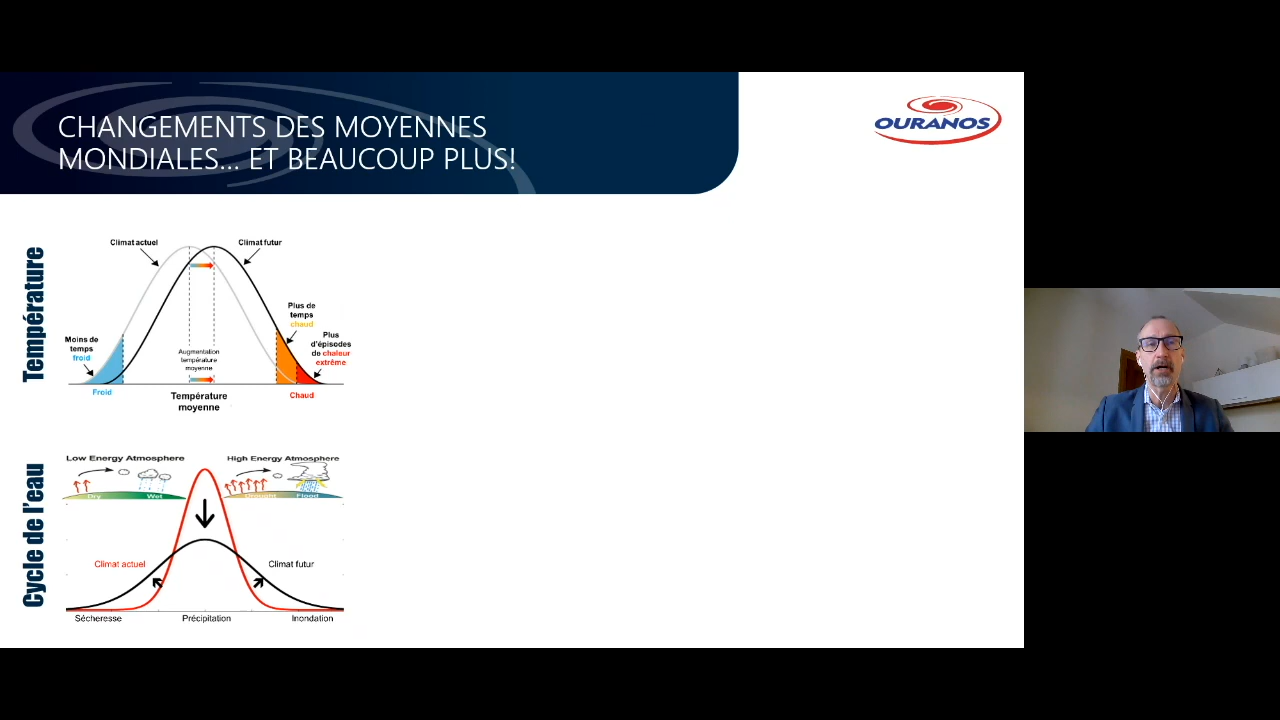 CHANGEMENTS DES MOYENNES
MONDIALES... ET BEAUCOUP PLUS!
OURANOS
Température
Climat actuel
Climat futur
Plus de
temps
chaud
Plus
d'épisodes
de chaleur
extrême
Moins de
temps
froid
Augmentation
température
moyenne
Froid
Température
moyenne
Chaud
Cycle de l'eau
Low Energy Atmosphere
High Energy Atmosphere
Dry
Wet
Drought
Flood
Climat actuel
Climat futur
Sécheresse
Précipitation
Inondation